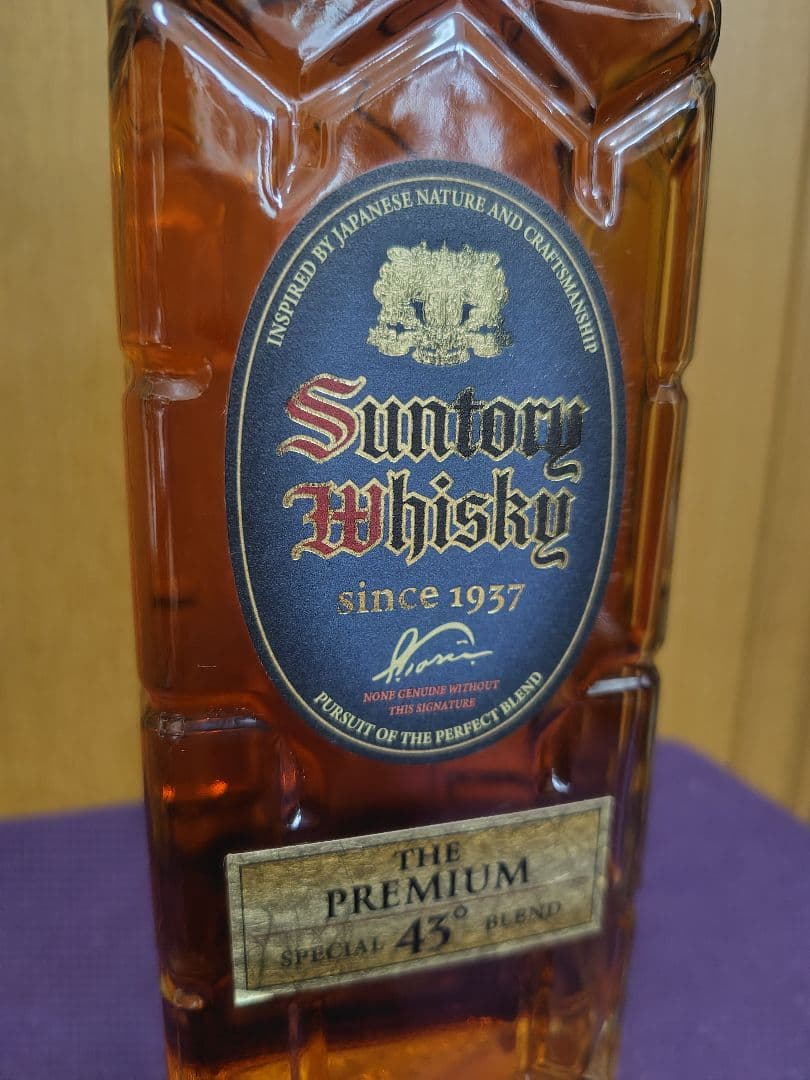 INSPIRED BY JAPANESE NATURE AND CRAFTSMANSHIP
Suntory
Whisky
since 1937
NONE GENUINE WITHOUT
THIS SIGNATURE
PURSUIT OF THE PERFECT BLEND
THE
PREMIUM
SPECIAL 43° BLEND